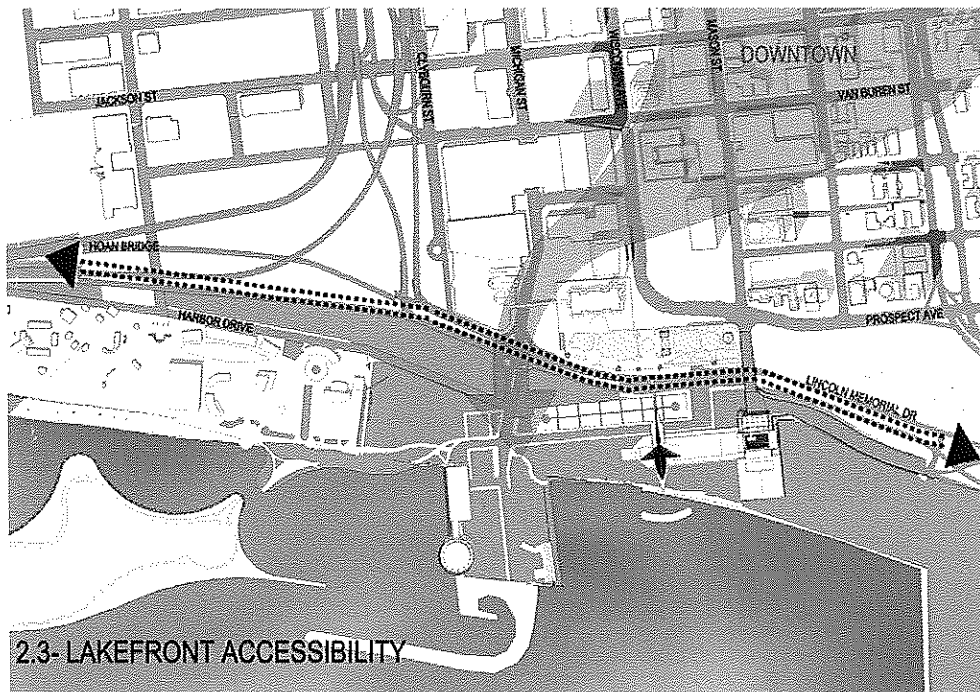 DOWNTOWN
JACKSON ST
CLYBOURN ST
MICHIGAN ST
WISCONSIN AVE
MASON ST
VAN BUREN ST
HOAN BRIDGE
HARBOR DRIVE
PROSPECT AVE
LINCOLN MEMORIAL DR
2.3- LAKEFRONT ACCESSIBILITY